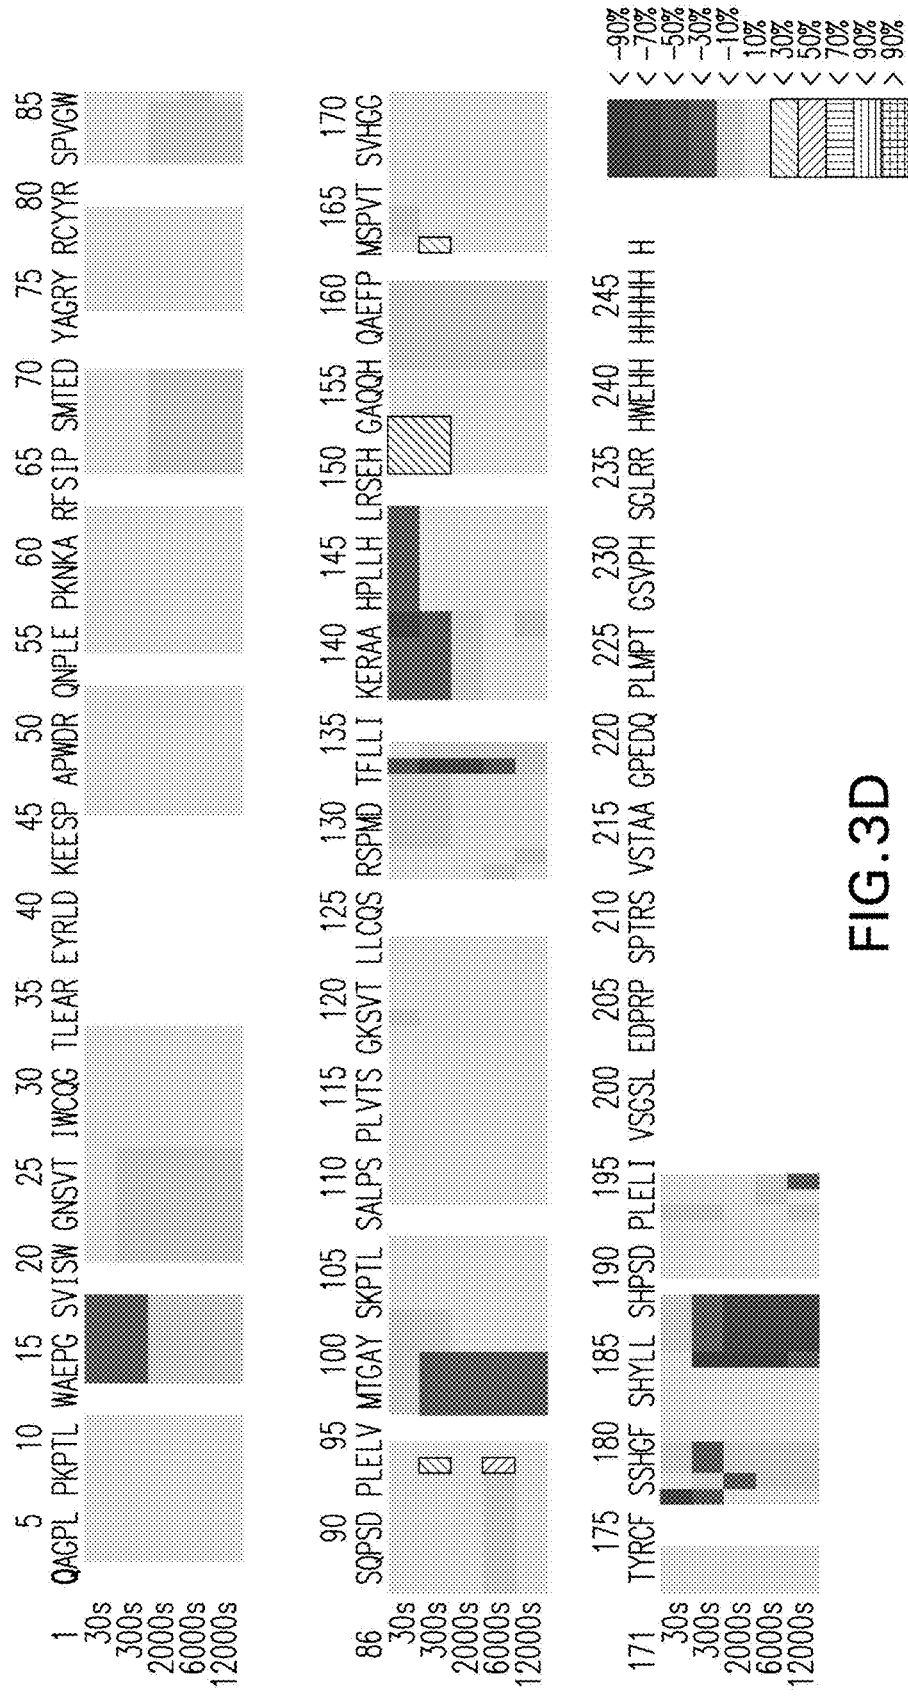 5 10 15 20 25 30 35 40 45 50 55 60 65 70 75 80 85
1 QAGPL PKPTL WAEPG SVISW GNSVT IWCQG TLEAR EYRLD KEESP APWDR QNPLE PKNKA RFSIP SMTED YAGRY RCYYR SPVGW
30s
300s
2000s
6000s
12000s
90 95 100 105 110 115 120 125 130 135 140 145 150 155 160 165 170
86 SQPSD PLELV MTGAY SKPTL SALPS PLVTS GKSVT LLCQS RSPMD TFLLI KERAA HPLLH LRSEH GAQQH QAEFP MSPVT SVHGG
30s
300s
2000s
6000s
12000s
175 180 185 190 195 200 205 210 215 220 225 230 235 240 245
171 TYRCF SSHGF SHYLL SHPSD PLELI VSGSL EDPRP SPTRS VSTAA GPEDQ PLMPT GSVPH SGLRR HWEHH HHHHH H
30s
300s
2000s
6000s
12000s
< -90%
< -70%
< -50%
< -30%
< -10%
< 10%
< 30%
< 50%
< 70%
< 90%
> 90%
FIG.3D